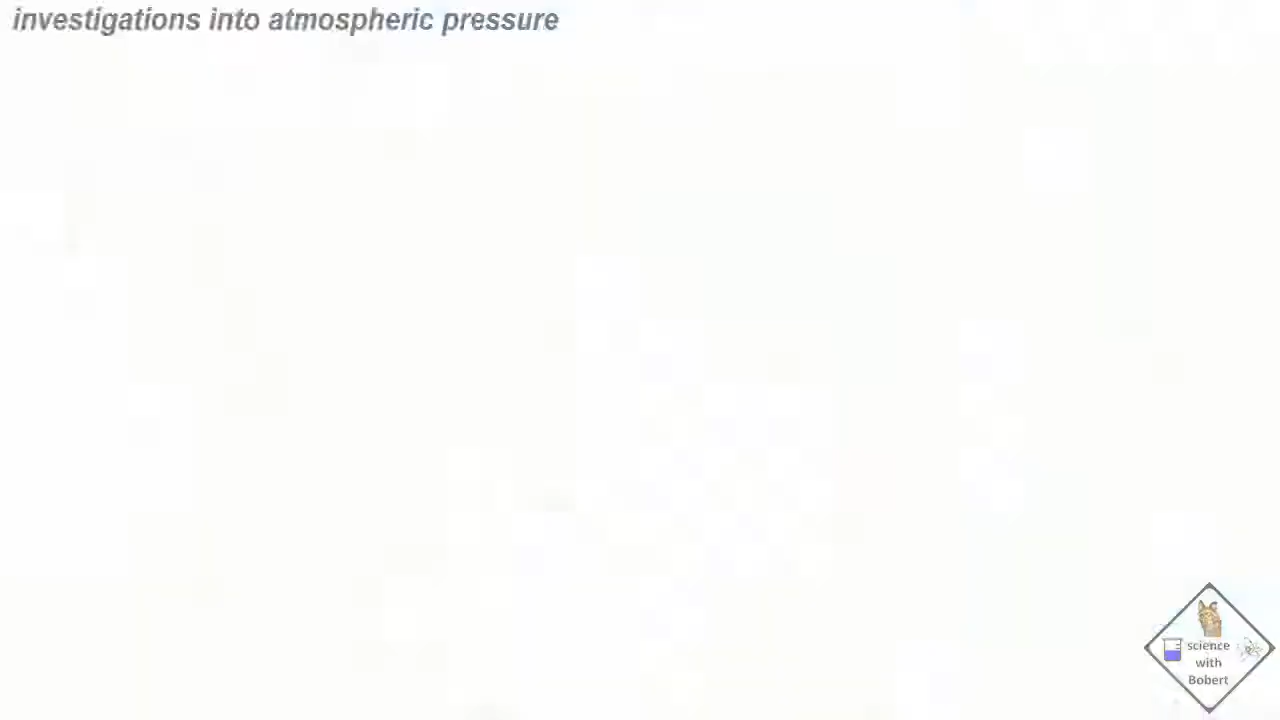 investigations into atmospheric pressure
science
with
Bobert